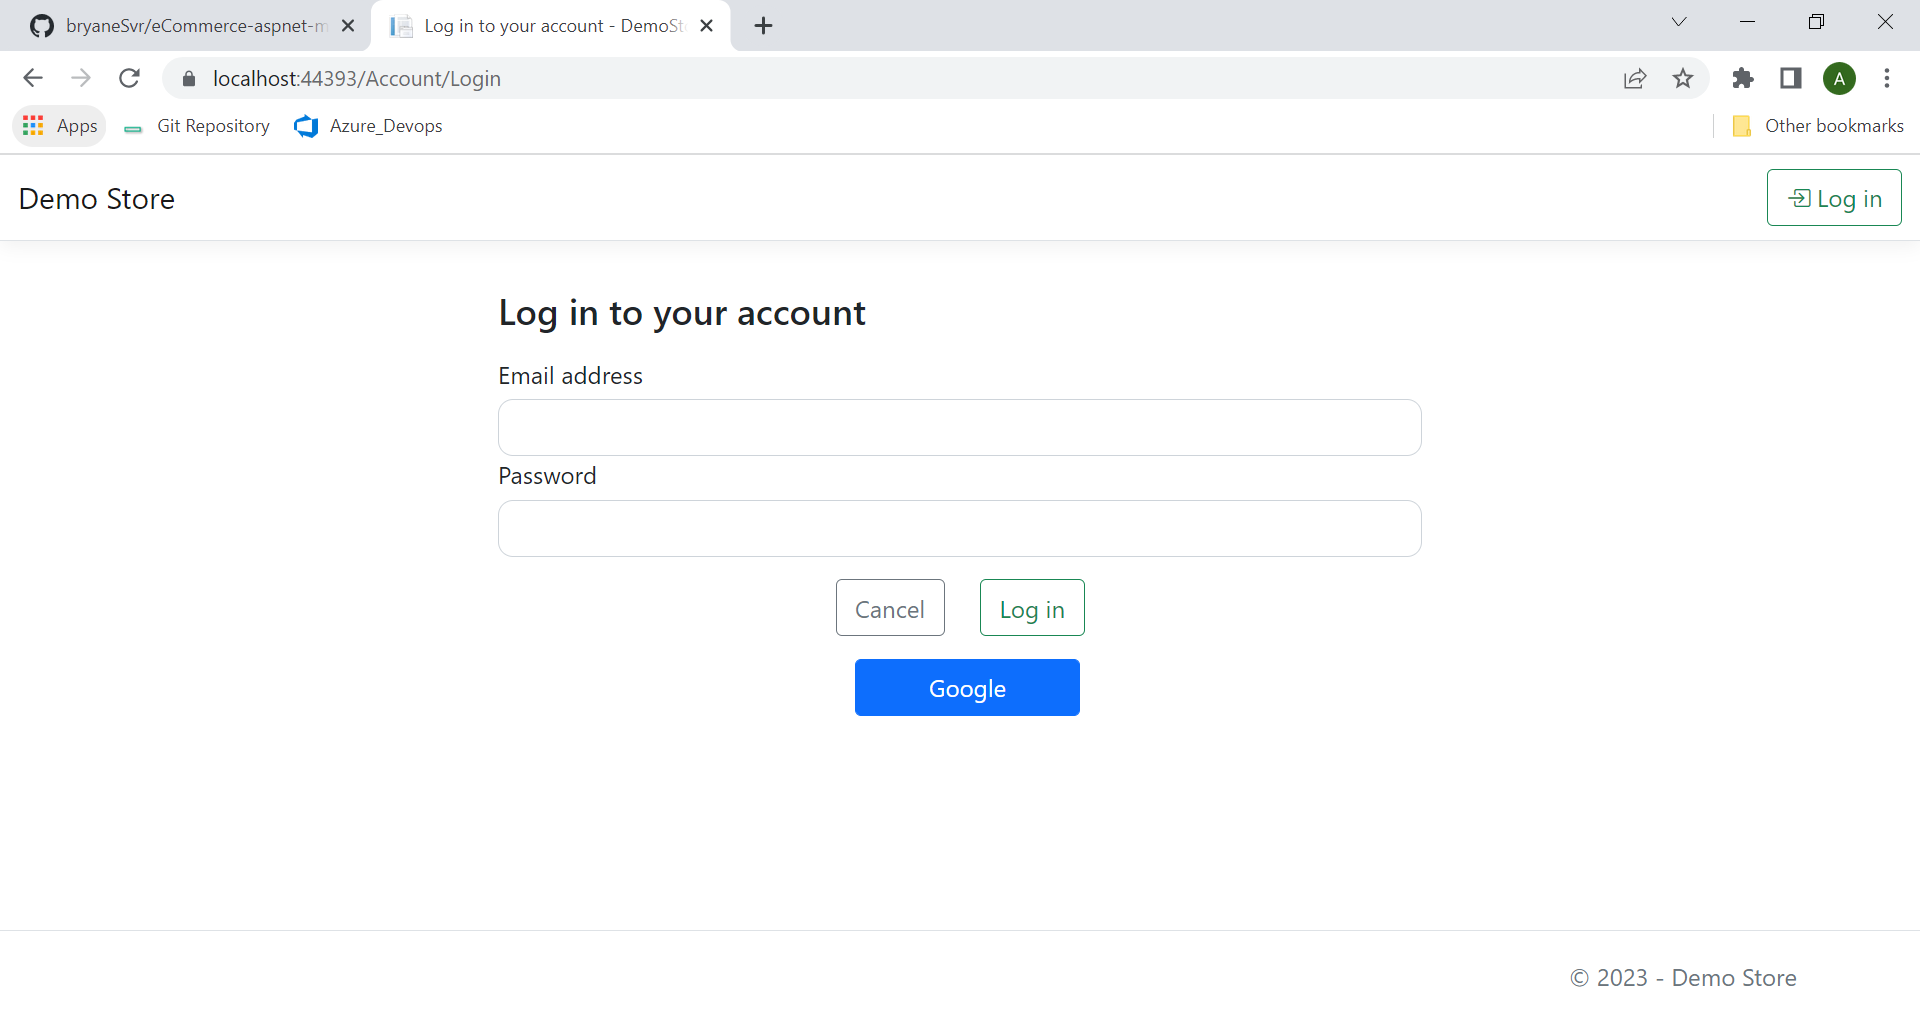 bryaneSvr/eCommerce-aspnet-m
Log in to your account - DemoSt
localhost:44393/Account/Login
A
Apps
Git Repository
Azure_Devops
Other bookmarks
Demo Store
Log in
Log in to your account
Email address
Password
Cancel
Log in
Google
© 2023 - Demo Store